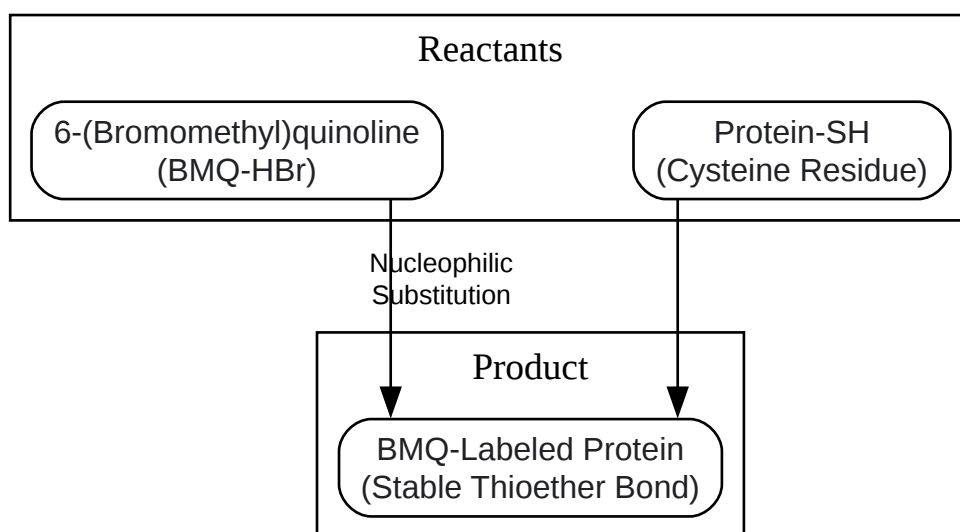 Reactants
6-(Bromomethyl)quinoline
(BMQ-HBr)
Protein-SH
(Cysteine Residue)
Nucleophilic
Substitution
Product
BMQ-Labeled Protein
(Stable Thioether Bond)